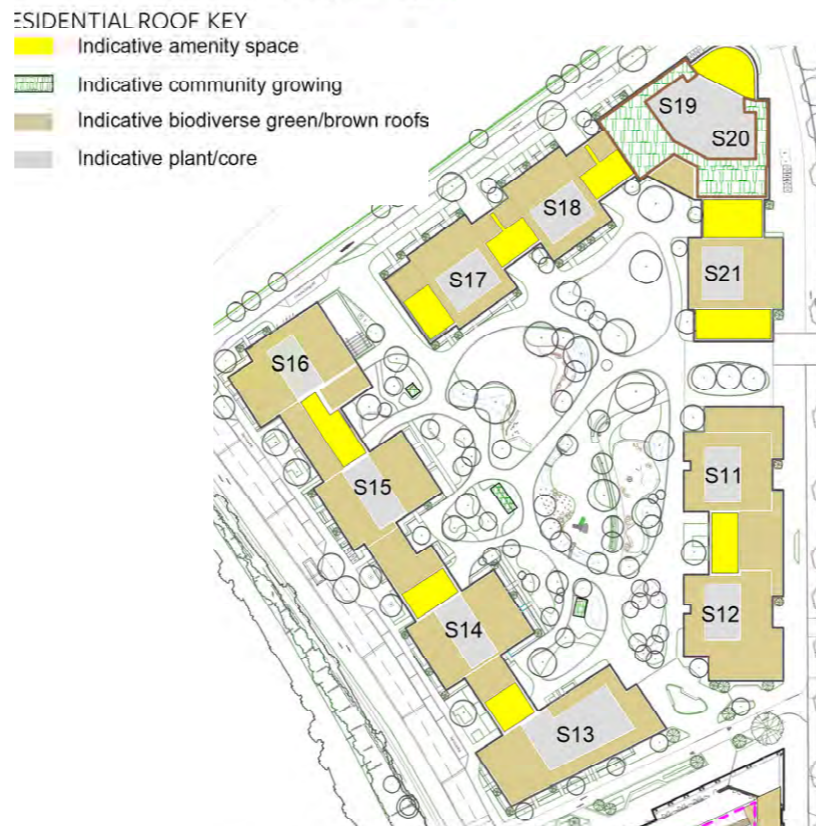 ESIDENTIAL ROOF KEY
Indicative amenity space
Indicative community growing
Indicative biodiverse green/brown roofs
Indicative plant/core
S19
S20
S18
S21
S17
S16
S11
S15
S12
S14
S13